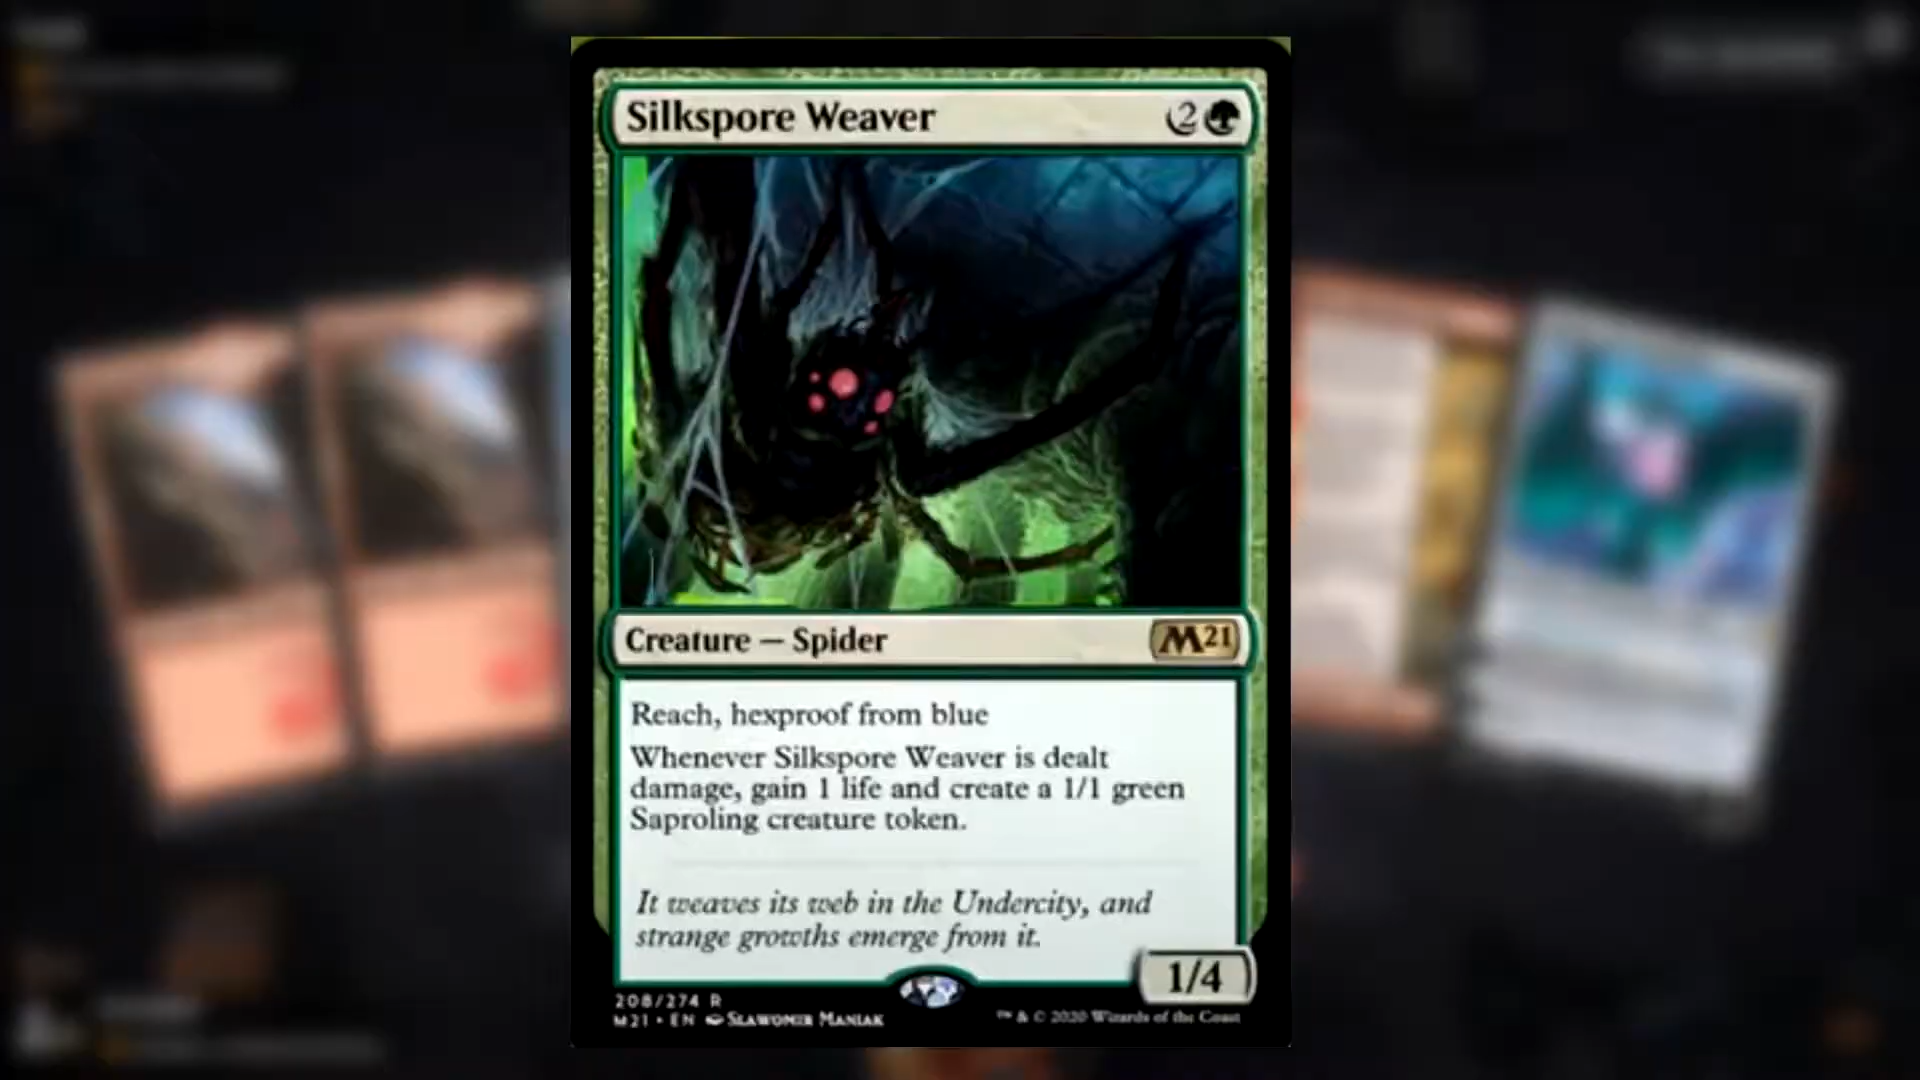 Silkspore Weaver 2
Creature — Spider M21
Reach, hexproof from blue
Whenever Silkspore Weaver is dealt
damage, gain 1 life and create a 1/1 green
Saproling creature token.
It weaves its web in the Undercity, and
strange growths emerge from it.
1/4
208/274 R
M21 • EN SLAWOMIR MANIAK
™ & © 2020 Wizards of the Coast